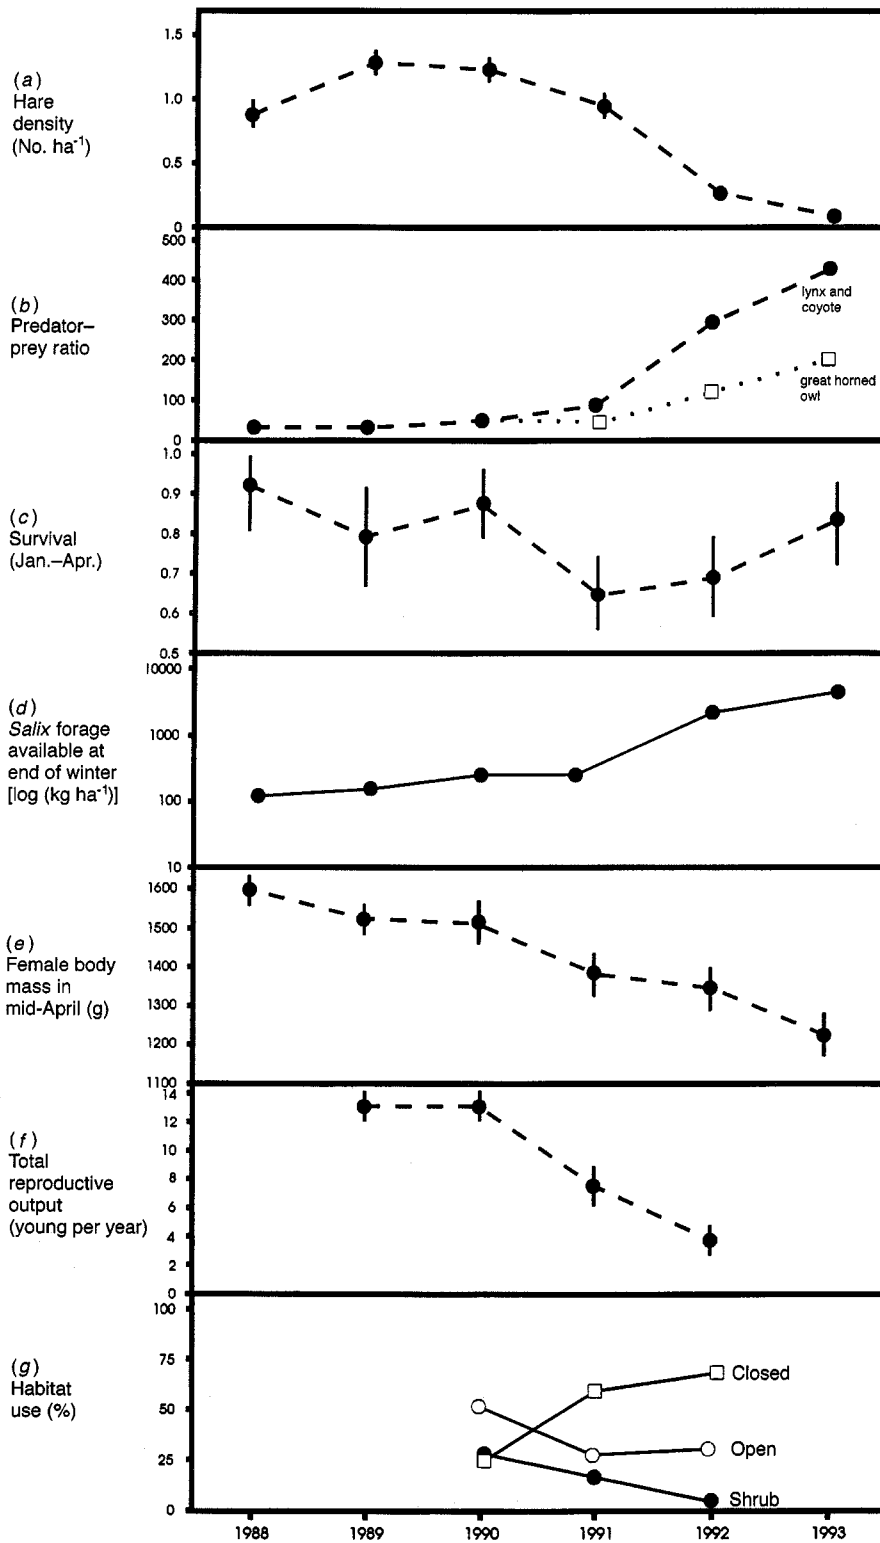 (a)
Hare
density
(No. ha⁻¹)
1.5
1.0
0.5
0
(b)
Predator–
prey ratio
500
400
300
200
100
0
lynx and
coyote
great horned
owl
(c)
Survival
(Jan.–Apr.)
1.0
0.9
0.8
0.7
0.6
0.5
(d)
Salix forage
available at
end of winter
[log (kg ha⁻¹)]
10000
1000
100
10
(e)
Female body
mass in
mid-April (g)
1600
1500
1400
1300
1200
1100
(f)
Total
reproductive
output
(young per year)
14
12
10
8
6
4
2
0
(g)
Habitat
use (%)
100
75
50
25
0
Closed
Open
Shrub
1988 1989 1990 1991 1992 1993